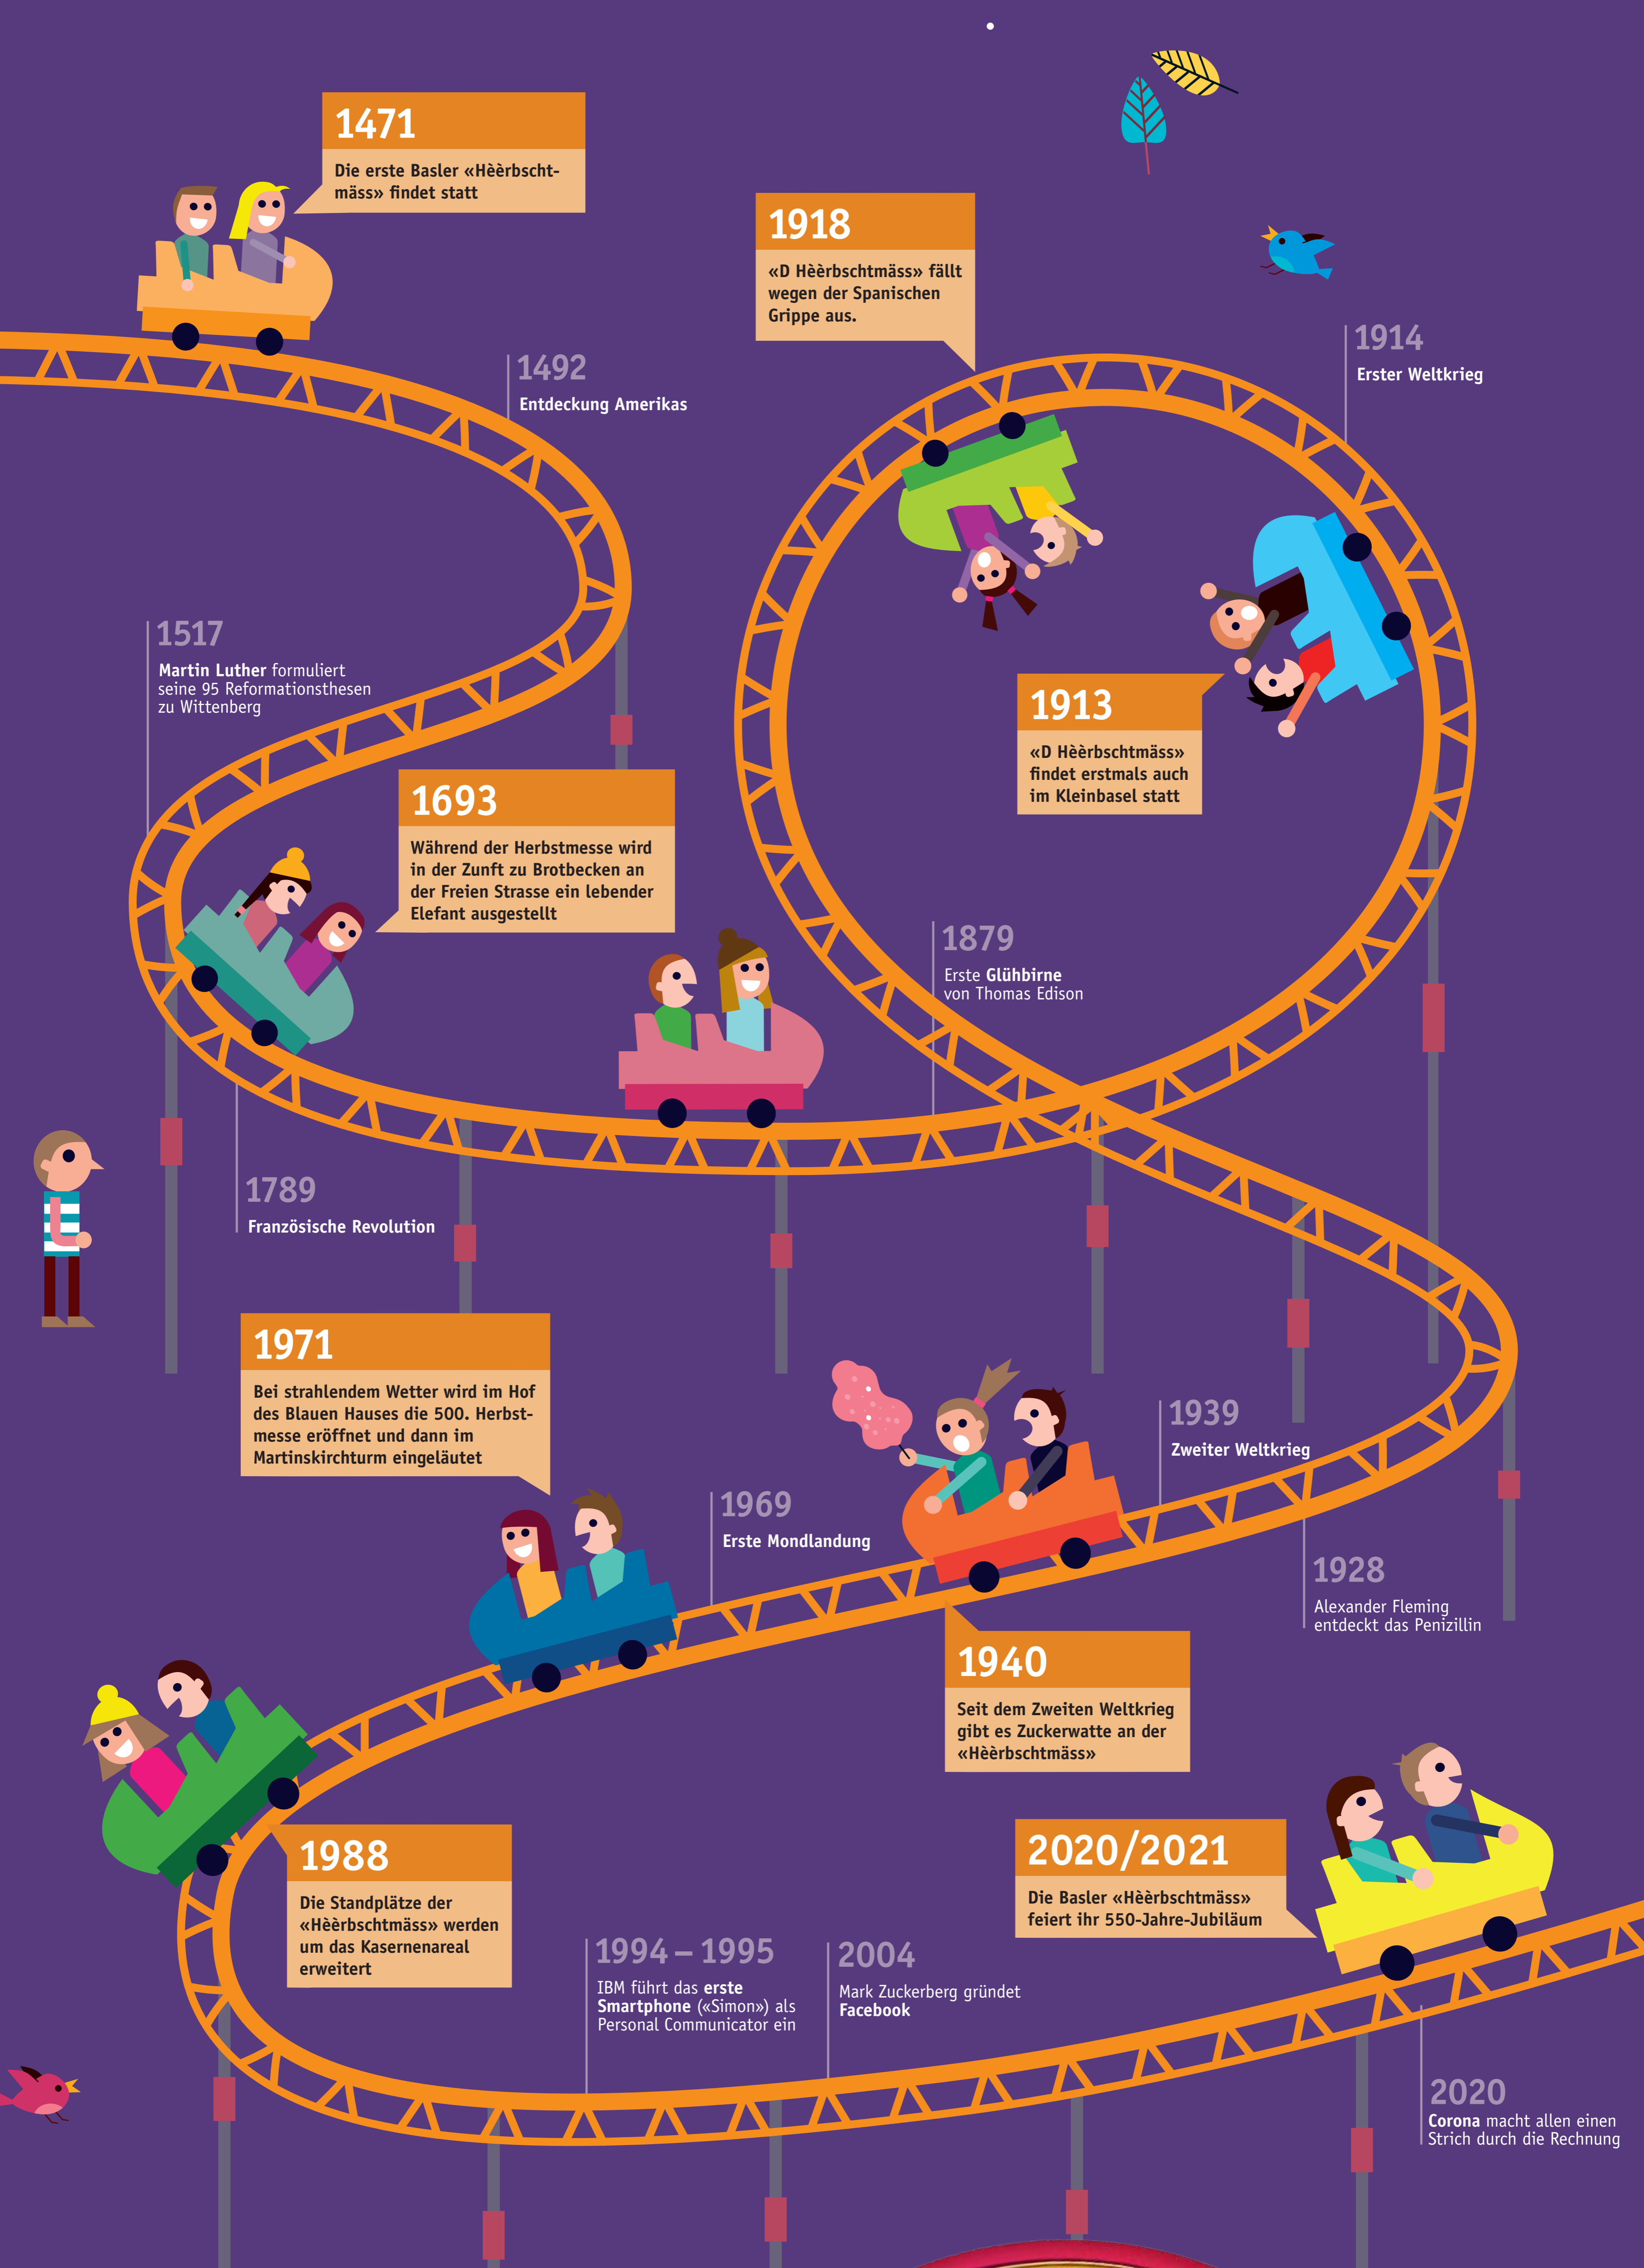 1471
Die erste Basler «Hèèrbscht-
mäss» findet statt
1918
«D Hèèrbschtmäss» fällt
wegen der Spanischen
Grippe aus.
1914
Erster Weltkrieg
1492
Entdeckung Amerikas
1517
Martin Luther formuliert
seine 95 Reformationsthesen
zu Wittenberg
1913
«D Hèèrbschtmäss»
findet erstmals auch
im Kleinbasel statt
1693
Während der Herbstmesse wird
in der Zunft zu Brotbecken an
der Freien Strasse ein lebender
Elefant ausgestellt
1879
Erste Glühbirne
von Thomas Edison
1789
Französische Revolution
1971
Bei strahlendem Wetter wird im Hof
des Blauen Hauses die 500. Herbst-
messe eröffnet und dann im
Martinskirchturm eingeläutet
1939
Zweiter Weltkrieg
1969
Erste Mondlandung
1928
Alexander Fleming
entdeckt das Penizillin
1940
Seit dem Zweiten Weltkrieg
gibt es Zuckerwatte an der
«Hèèrbschtmäss»
1988
Die Standplätze der
«Hèèrbschtmäss» werden
um das Kasernenareal
erweitert
2020/2021
Die Basler «Hèèrbschtmäss»
feiert ihr 550-Jahre-Jubiläum
1994 – 1995
IBM führt das erste
Smartphone («Simon») als
Personal Communicator ein
2004
Mark Zuckerberg gründet
Facebook
2020
Corona macht allen einen
Strich durch die Rechnung